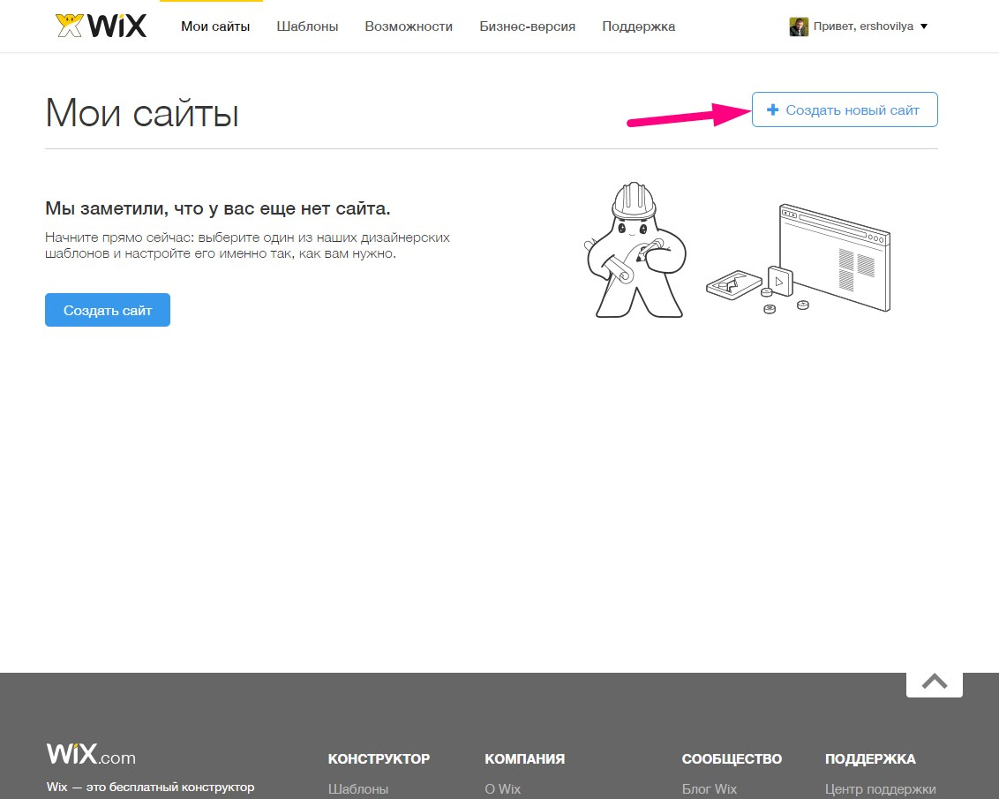 WiX
Мои сайты
Шаблоны
Возможности
Бизнес-версия
Поддержка
Привет, ershovilya
Мои сайты
Создать новый сайт
Мы заметили, что у вас еще нет сайта.
Начните прямо сейчас: выберите один из наших дизайнерских
шаблонов и настройте его именно так, как вам нужно.
Создать сайт
WiX.com
Wix — это бесплатный конструктор
КОНСТРУКТОР
Шаблоны
КОМПАНИЯ
О Wix
СООБЩЕСТВО
Блог Wix
ПОДДЕРЖКА
Центр поддержки